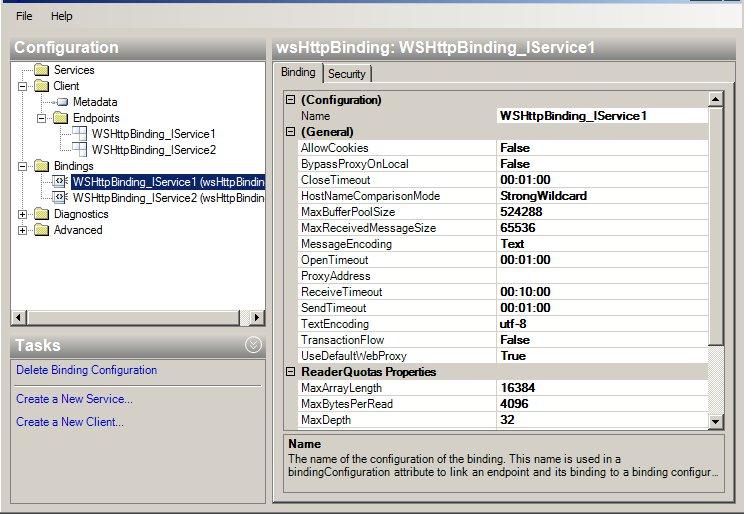 File Help
Configuration
Services
Client
Metadata
Endpoints
WSHttpBinding_IService1
WSHttpBinding_IService2
Bindings
WSHttpBinding_IService1 (wsHttpBindin
WSHttpBinding_IService2 (wsHttpBindin
Diagnostics
Advanced
Tasks
Delete Binding Configuration
Create a New Service...
Create a New Client...
wsHttpBinding: WSHttpBinding_IService1
Binding Security
(Configuration)
Name WSHttpBinding_IService1
(General)
AllowCookies False
BypassProxyOnLocal False
CloseTimeout 00:01:00
HostNameComparisonMode StrongWildcard
MaxBufferPoolSize 524288
MaxReceivedMessageSize 65536
MessageEncoding Text
OpenTimeout 00:01:00
ProxyAddress
ReceiveTimeout 00:10:00
SendTimeout 00:01:00
TextEncoding utf-8
TransactionFlow False
UseDefaultWebProxy True
ReaderQuotas Properties
MaxArrayLength 16384
MaxBytesPerRead 4096
MaxDepth 32
Name
The name of the configuration of the binding. This name is used in a
bindingConfiguration attribute to link an endpoint and its binding to a binding configur...